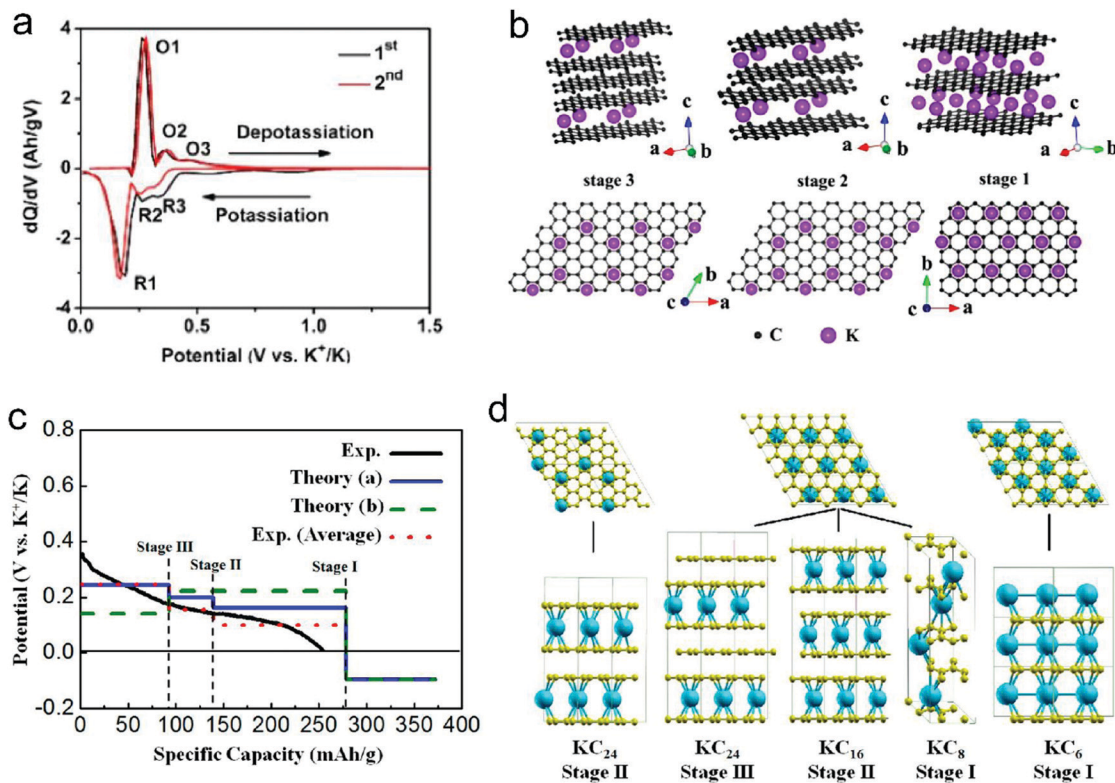 a
4
2
0
-2
-4
dQ/dV (Ah/gV)
O1
1st
2nd
O2
O3
Depotassiation
R2
R3
Potassiation
R1
0.0
0.5
1.0
1.5
Potential (V vs. K+/K)
b
c
a
b
c
a
b
c
a
b
stage 3
stage 2
stage 1
b
c
a
b
c
a
C
K
c
0.8
0.6
0.4
0.2
0.0
-0.2
Potential (V vs. K+/K)
Exp.
Theory (a)
Theory (b)
Exp. (Average)
Stage III
Stage II
Stage I
0 50 100 150 200 250 300 350 400
Specific Capacity (mAh/g)
d
KC24
Stage II
KC24
Stage III
KC16
Stage II
KC8
Stage I
KC6
Stage I